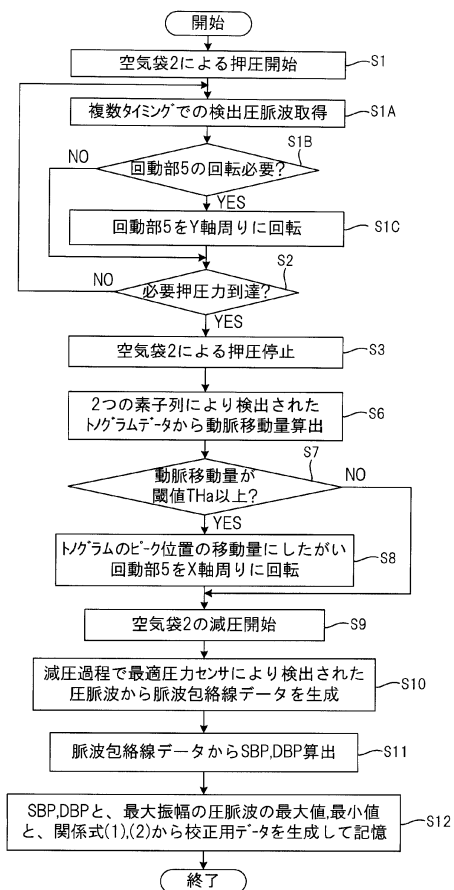 開始
空気袋2による押圧開始
S1
複数タイミングでの検出圧脈波取得
S1A
S1B
NO
回動部5の回転必要?
YES
回動部5をY軸周りに回転
S1C
S2
NO
必要押圧力到達?
YES
空気袋2による押圧停止
S3
2つの素子列により検出された
トノグラムデータから動脈移動量算出
S6
S7
動脈移動量が
閾値THa以上?
NO
YES
トノグラムのピーク位置の移動量にしたがい
回動部5をX軸周りに回転
S8
空気袋2の減圧開始
S9
減圧過程で最適圧力センサにより検出された
圧脈波から脈波包絡線データを生成
S10
脈波包絡線データからSBP,DBP算出
S11
SBP,DBPと、最大振幅の圧脈波の最大値,最小値
と、関係式(1),(2)から校正用データを生成して記憶
S12
終了